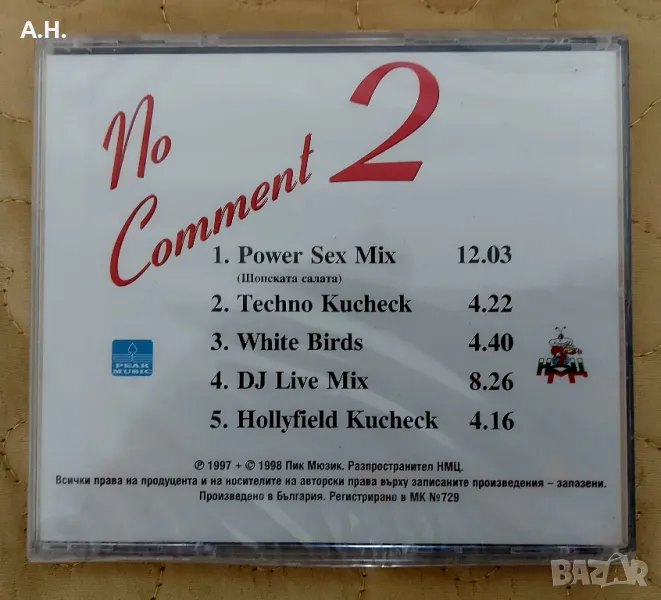 A.H.
No
Comment 2
1. Power Sex Mix 12.03
(Шопската салата)
2. Techno Kucheck 4.22
3. White Birds 4.40
4. DJ Live Mix 8.26
5. Hollyfield Kucheck 4.16
PEAK
MUSIC
℗ 1997 + © 1998 Пик Мюзик. Разпространител НМЦ.
Всички права на продуцента и на носителите на авторски права върху записаните произведения – запазени.
Произведено в България. Регистрирано в МК №729
BAZAR